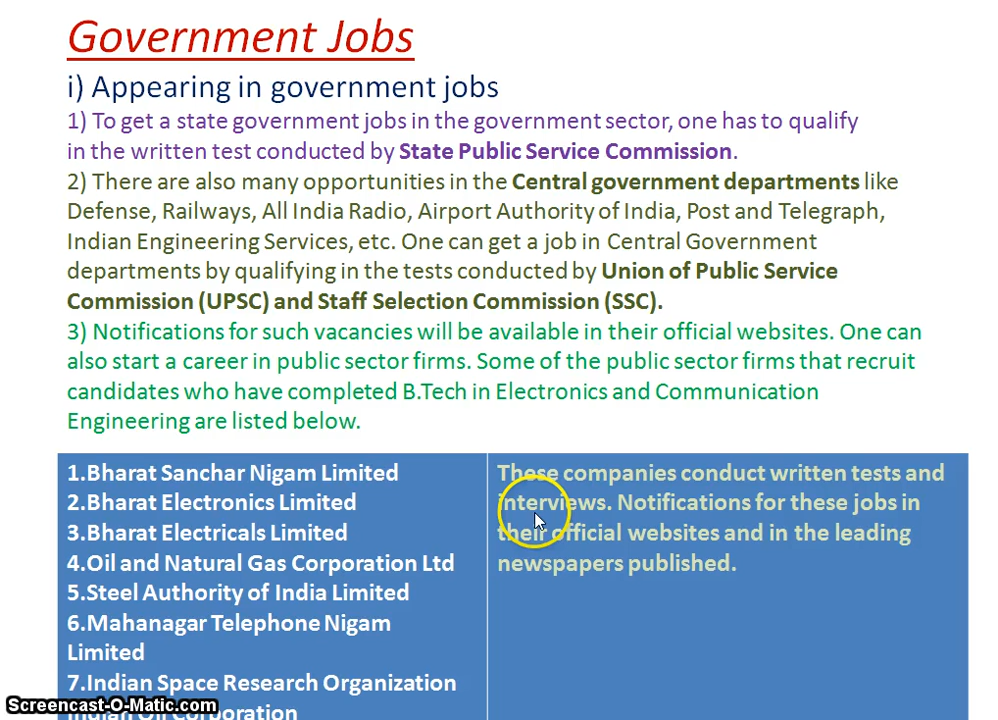 Government Jobs
i) Appearing in government jobs
1) To get a state government jobs in the government sector, one has to qualify
in the written test conducted by State Public Service Commission.
2) There are also many opportunities in the Central government departments like
Defense, Railways, All India Radio, Airport Authority of India, Post and Telegraph,
Indian Engineering Services, etc. One can get a job in Central Government
departments by qualifying in the tests conducted by Union of Public Service
Commission (UPSC) and Staff Selection Commission (SSC).
3) Notifications for such vacancies will be available in their official websites. One can
also start a career in public sector firms. Some of the public sector firms that recruit
candidates who have completed B.Tech in Electronics and Communication
Engineering are listed below.
1.Bharat Sanchar Nigam Limited
2.Bharat Electronics Limited
3.Bharat Electricals Limited
4.Oil and Natural Gas Corporation Ltd
5.Steel Authority of India Limited
6.Mahanagar Telephone Nigam
Limited
7.Indian Space Research Organization
Indian Oil Corporation
These companies conduct written tests and
interviews. Notifications for these jobs in
their official websites and in the leading
newspapers published.
Screencast-O-Matic.com